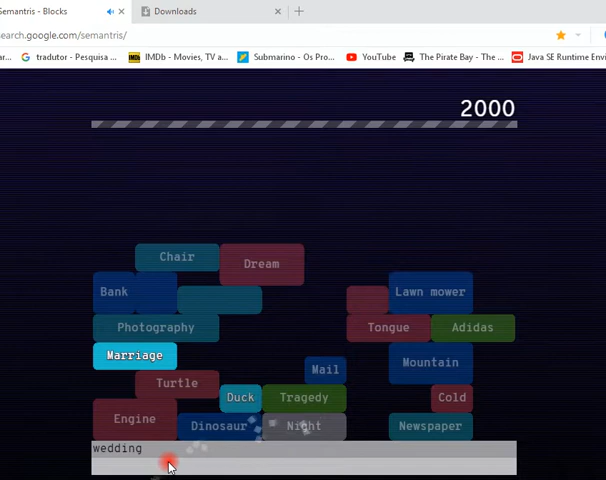 Semantris - Blocks
Downloads
search.google.com/semantris/
ar... tradutor - Pesquisa ... IMDb - Movies, TV a... Submarino - Os Pro... YouTube The Pirate Bay - The ... Java SE Runtime Envi
2000
Chair
Dream
Bank
Lawn mower
Photography
Tongue
Adidas
Marriage
Mountain
Mail
Turtle
Duck
Tragedy
Cold
Engine
Dinosaur
Night
Newspaper
wedding